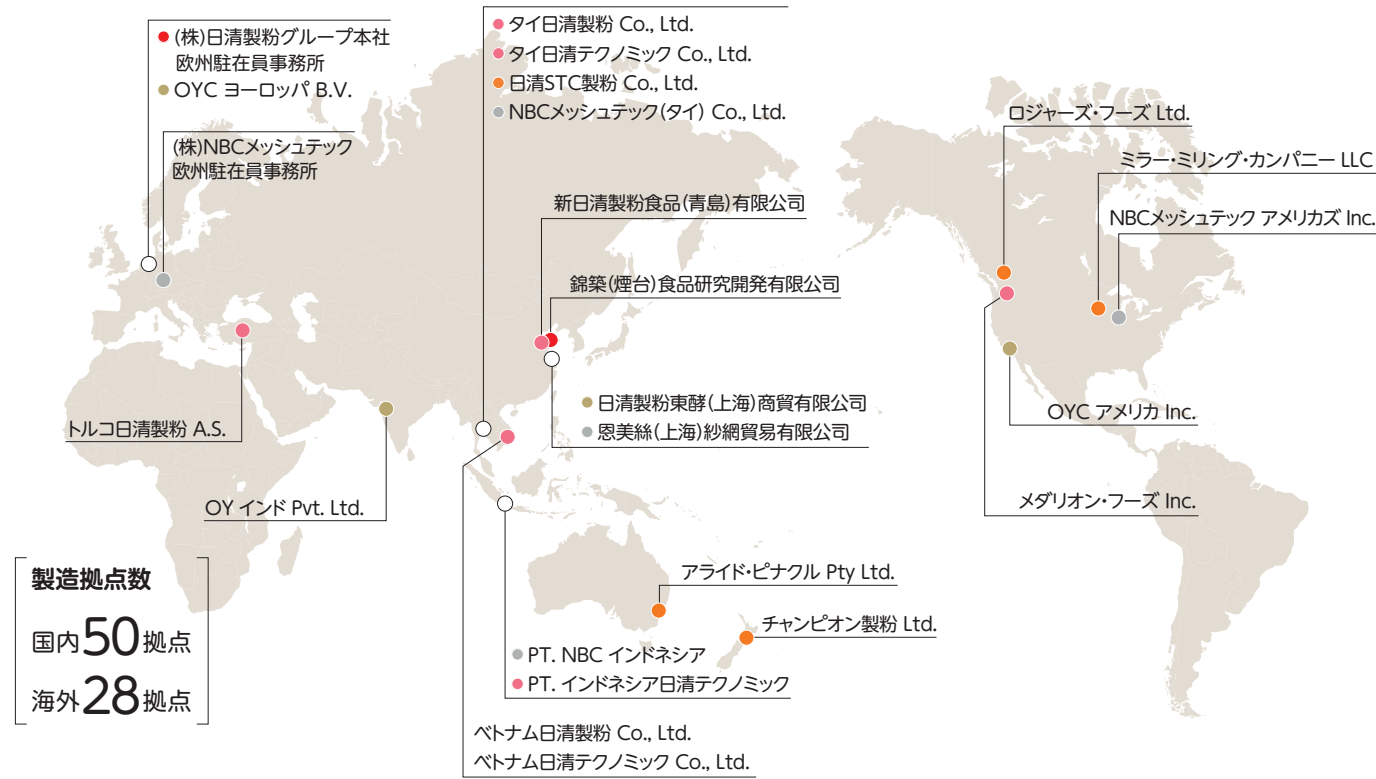 (株)日清製粉グループ本社
欧州駐在員事務所
OYC ヨーロッパ B.V.
(株)NBCメッシュテック
欧州駐在員事務所
タイ日清製粉 Co., Ltd.
タイ日清テクノミック Co., Ltd.
日清STC製粉 Co., Ltd.
NBCメッシュテック(タイ) Co., Ltd.
新日清製粉食品(青島)有限公司
錦築(煙台)食品研究開発有限公司
日清製粉東酵(上海)商貿有限公司
恩美絲(上海)紗網貿易有限公司
トルコ日清製粉 A.S.
OY インド Pvt. Ltd.
ロジャーズ・フーズ Ltd.
ミラー・ミリング・カンパニー LLC
NBCメッシュテック アメリカズ Inc.
OYC アメリカ Inc.
メダリオン・フーズ Inc.
アライド・ピナクル Pty Ltd.
チャンピオン製粉 Ltd.
PT. NBC インドネシア
PT. インドネシア日清テクノミック
ベトナム日清製粉 Co., Ltd.
ベトナム日清テクノミック Co., Ltd.
製造拠点数
国内50拠点
海外28拠点